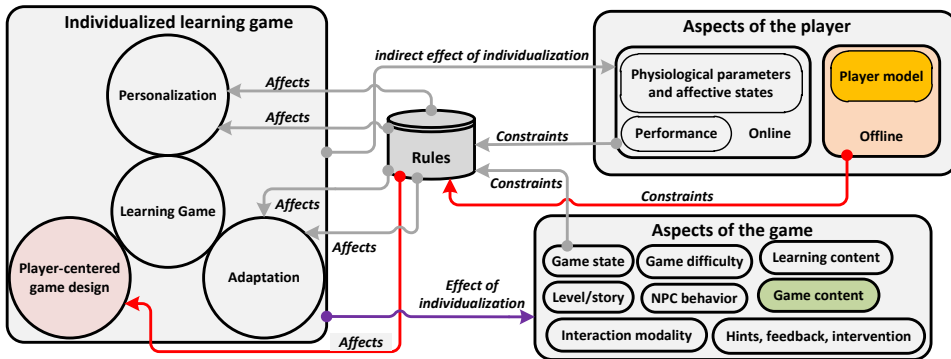 Individualized learning game
Personalization
Learning Game
Player-centered
game design
Adaptation
Affects
Affects
Affects
Affects
Affects
indirect effect of individualization
Rules
Constraints
Constraints
Constraints
Effect of
individualization
Aspects of the player
Physiological parameters
and affective states
Performance
Online
Player model
Offline
Aspects of the game
Game state
Game difficulty
Learning content
Level/story
NPC behavior
Game content
Interaction modality
Hints, feedback, intervention